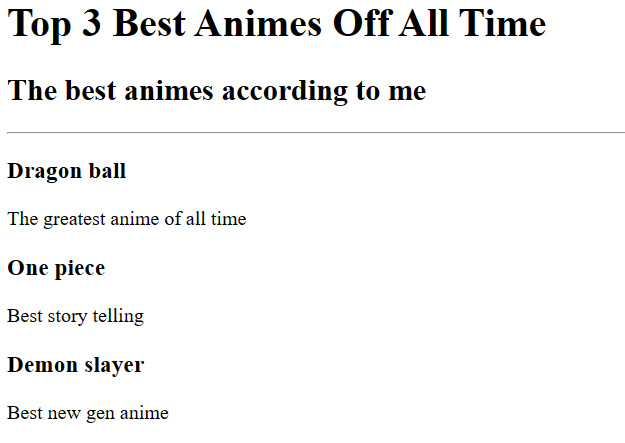 Top 3 Best Animes Off All Time
The best animes according to me
Dragon ball
The greatest anime of all time
One piece
Best story telling
Demon slayer
Best new gen anime